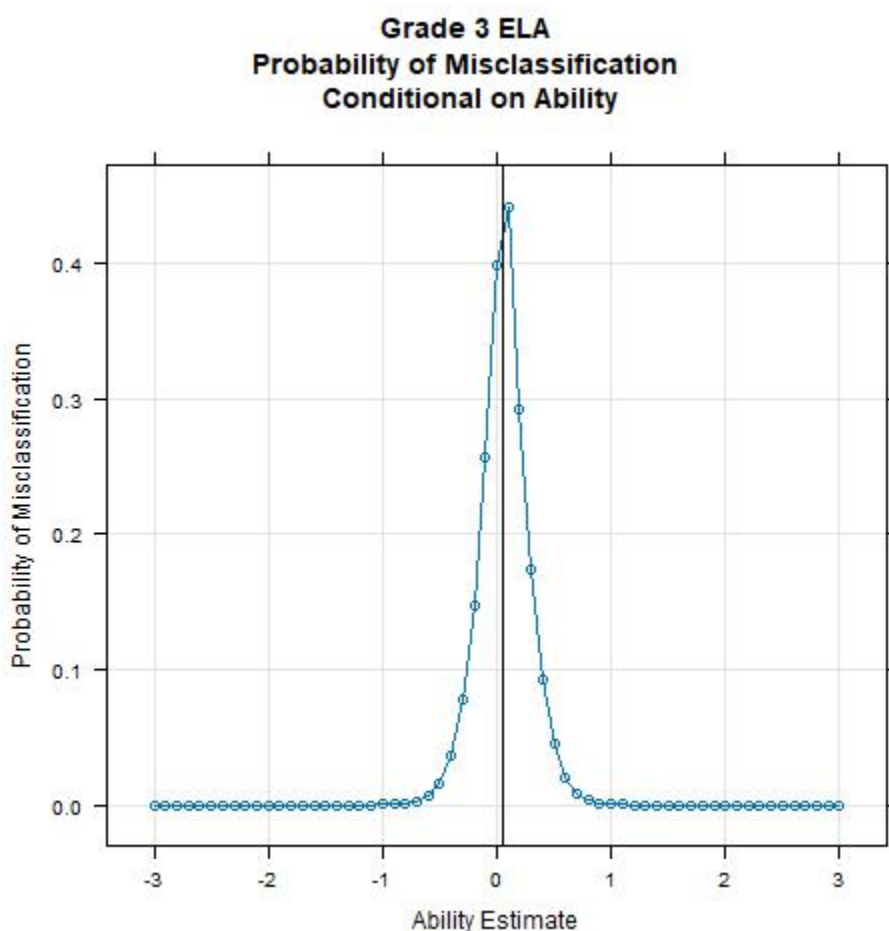 Grade 3 ELA
Probability of Misclassification
Conditional on Ability
Probability of Misclassification
0.4
0.3
0.2
0.1
0.0
-3 -2 -1 0 1 2 3
Ability Estimate